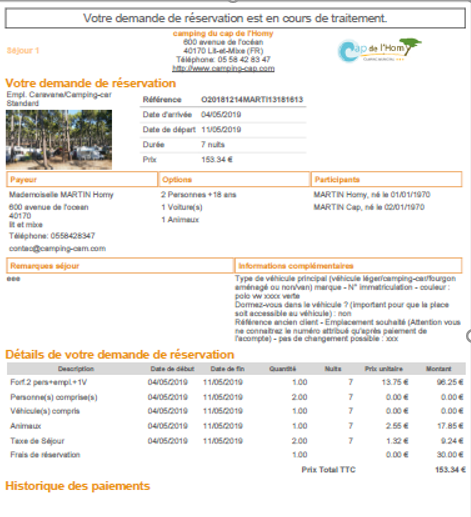 Votre demande de réservation est en cours de traitement.
Séjour 1
camping du cap de l'Homy
600 avenue de l'océan
40170 Lit-et-Mixe (FR)
Téléphone: 05 58 42 83 47
http://www.camping-cap.com
Cap de l'Homy
Votre demande de réservation
Empl. Caravane/Camping-car
Standard
Référence O20181214MARTI13181613
Date d'arrivée 04/05/2019
Date de départ 11/05/2019
Durée 7 nuits
Prix 153.34 €
Payeur Options Participants
Mademoiselle MARTIN Homy 2 Personnes +18 ans MARTIN Homy, né le 01/01/1970
600 avenue de l'ocean 1 Voiture(s) MARTIN Cap, né le 02/01/1970
40170 1 Animaux
lit et mixe
Téléphone: 0558428347
contac@camping-cam.com
Remarques séjour Informations complémentaires
eee
Type de véhicule principal (véhicule léger/camping-car/fourgon
aménagé ou non/van) marque - N° immatriculation - couleur :
polo vw xxxx verte
Dormez-vous dans le véhicule ? (important pour que la place
soit accessible au véhicule) : non
Référence ancien client - Emplacement souhaité (Attention vous
ne connaitrez le numéro attribué qu'après paiement de
l'acompte) - pas de changement possible : xxx
Détails de votre demande de réservation
Description Date de début Date de fin Quantité Nuits Prix unitaire Montant
Forf.2 pers+empl.+1V 04/05/2019 11/05/2019 1.00 7 13.75 € 96.25 €
Personne(s) comprise(s) 04/05/2019 11/05/2019 2.00 7 0.00 € 0.00 €
Véhicule(s) compris 04/05/2019 11/05/2019 1.00 7 0.00 € 0.00 €
Animaux 04/05/2019 11/05/2019 1.00 7 2.55 € 17.85 €
Taxe de Séjour 04/05/2019 11/05/2019 2.00 7 1.32 € 9.24 €
Frais de réservation 1.00 0.00 € 30.00 €
Prix Total TTC 153.34 €
Historique des paiements